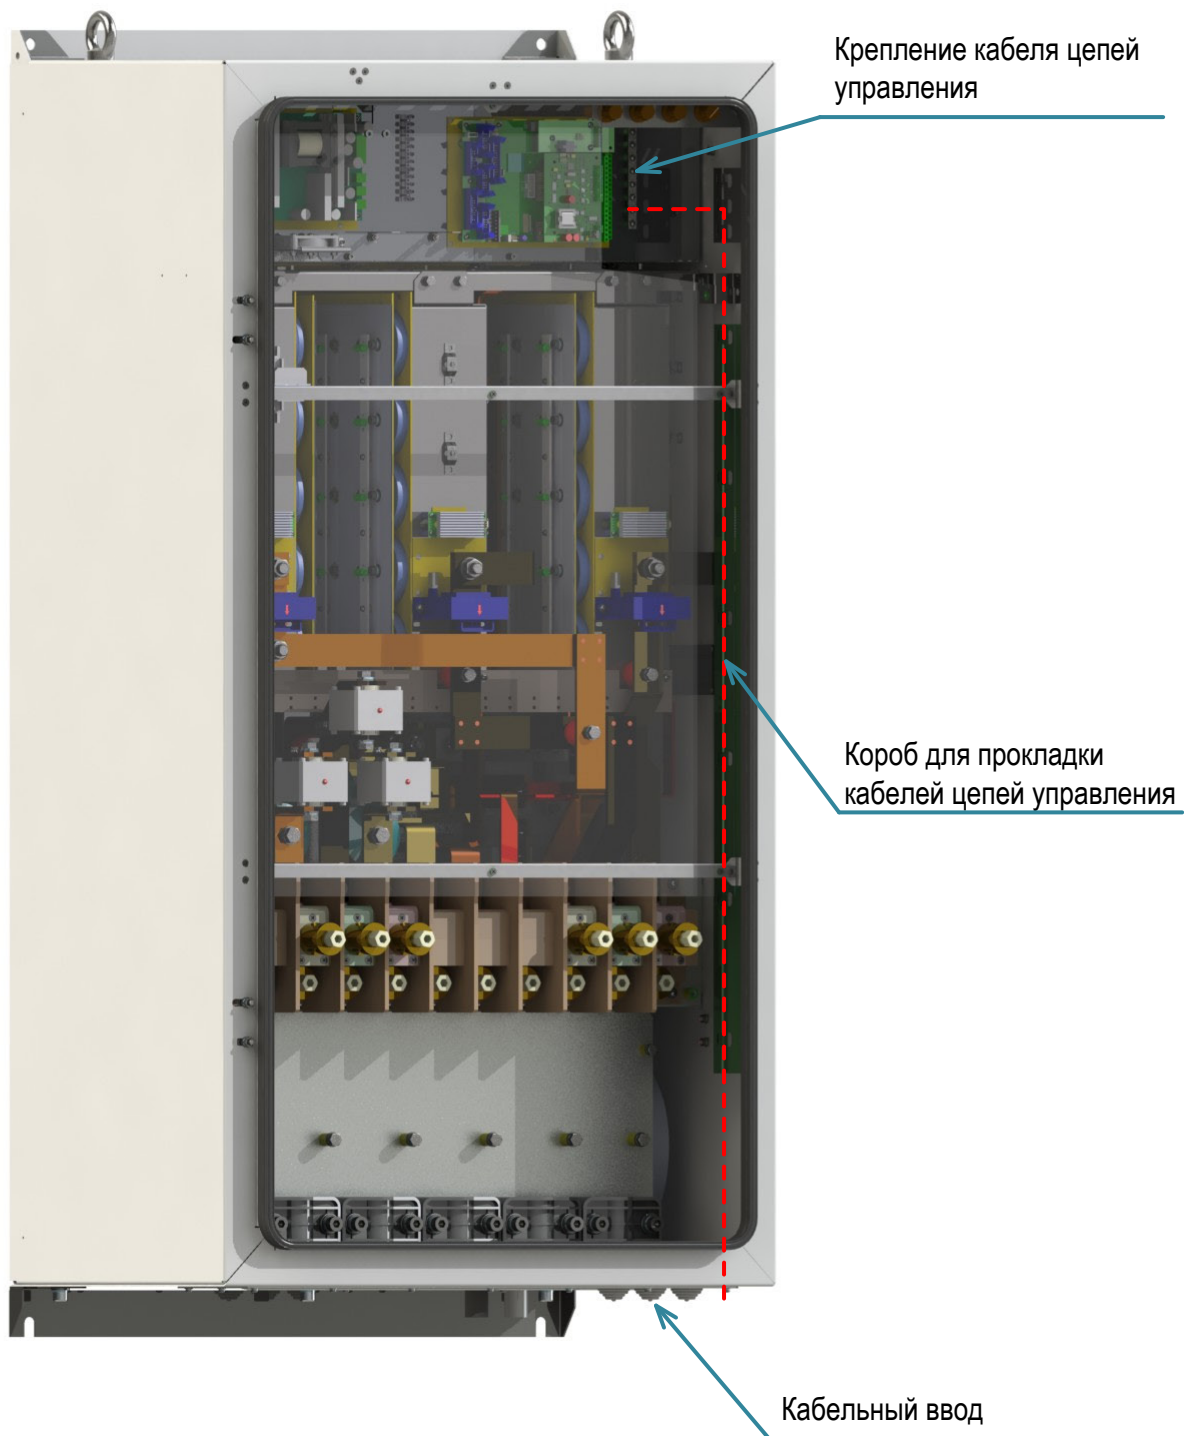 Крепление кабеля цепей
управления
Короб для прокладки
кабелей цепей управления
Кабельный ввод